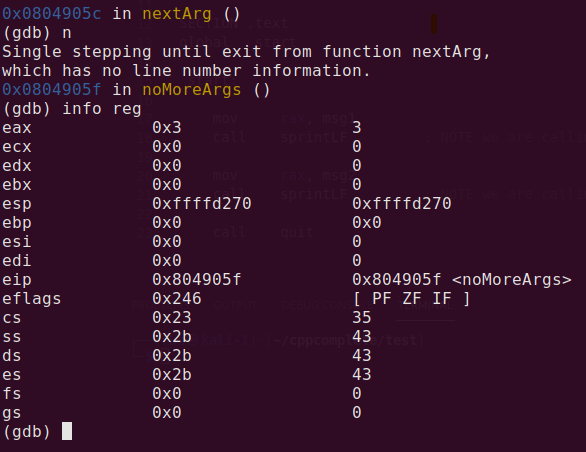 0x0804905c in nextArg ()
(gdb) n
Single stepping until exit from function nextArg,
which has no line number information.
0x0804905f in noMoreArgs ()
(gdb) info reg
eax 0x3 3
ecx 0x0 0
edx 0x0 0
ebx 0x0 0
esp 0xffffd270 0xffffd270
ebp 0x0 0x0
esi 0x0 0
edi 0x0 0
eip 0x804905f 0x804905f <noMoreArgs>
eflags 0x246 [ PF ZF IF ]
cs 0x23 35
ss 0x2b 43
ds 0x2b 43
es 0x2b 43
fs 0x0 0
gs 0x0 0
(gdb)